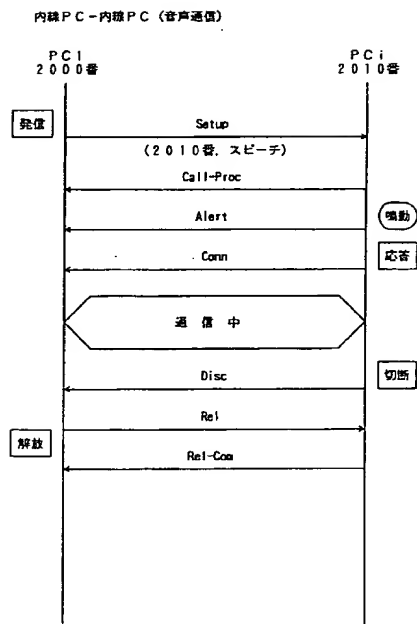 内線PC-内線PC（音声通信）
PC1 PCi
2000番 2010番
発信
Setup
（2010番，スピーチ）
Call-Proc
Alert
鳴動
Conn
応答
通信中
Disc
切断
Rel
解放
Rel-Com